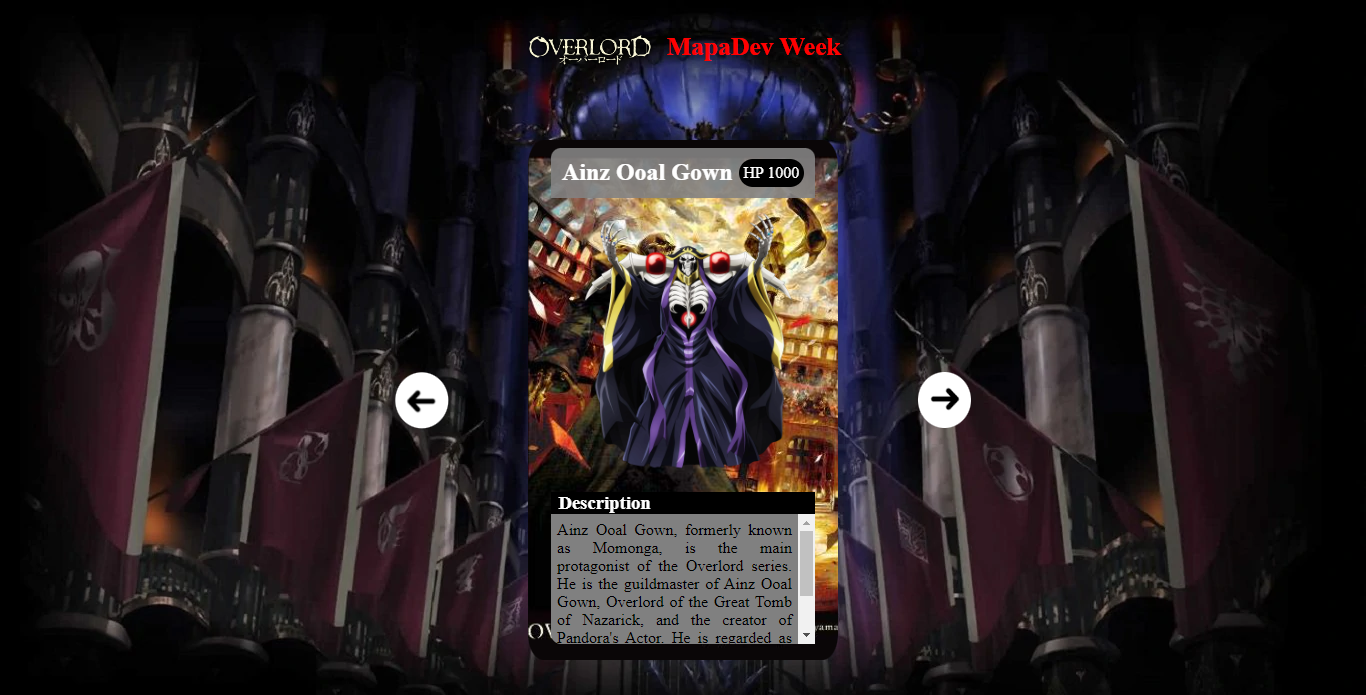 OVERLORD
オーバーロード
MapaDev Week
Ainz Ooal Gown
HP 1000
Description
Ainz Ooal Gown, formerly known
as Momonga, is the main
protagonist of the Overlord series.
He is the guildmaster of Ainz Ooal
Gown, Overlord of the Great Tomb
of Nazarick, and the creator of
Pandora's Actor. He is regarded as